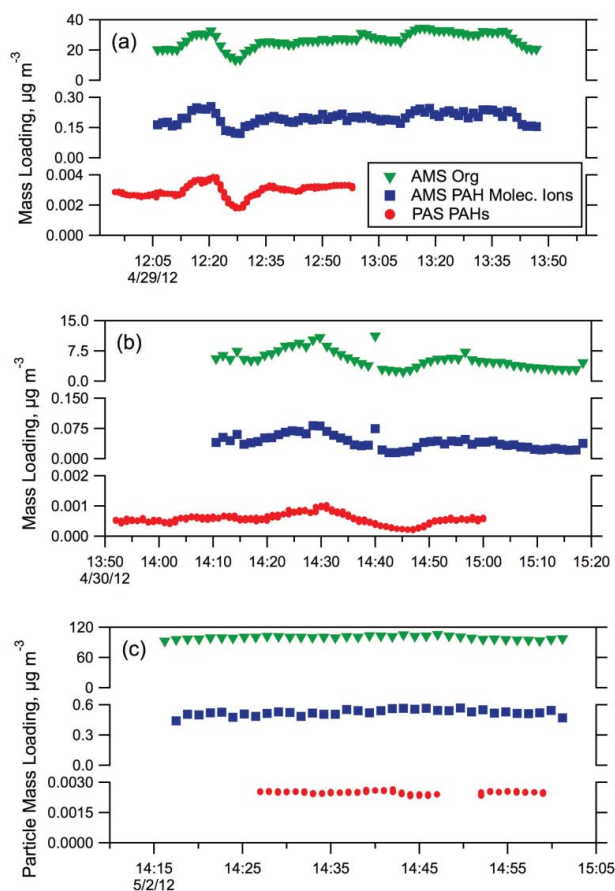 (a)
40
20
0
0.30
0.15
0.00
0.004
0.002
0.000
Mass Loading, µg m⁻³
AMS Org
AMS PAH Molec. Ions
PAS PAHs
12:05 12:20 12:35 12:50 13:05 13:20 13:35 13:50
4/29/12
(b)
15.0
7.5
0.0
0.150
0.075
0.000
0.002
0.001
0.000
Mass Loading, µg m⁻³
13:50 14:00 14:10 14:20 14:30 14:40 14:50 15:00 15:10 15:20
4/30/12
(c)
120
60
0
0.6
0.3
0.0
0.0030
0.0015
0.0000
Particle Mass Loading, µg m⁻³
14:15 14:25 14:35 14:45 14:55 15:05
5/2/12